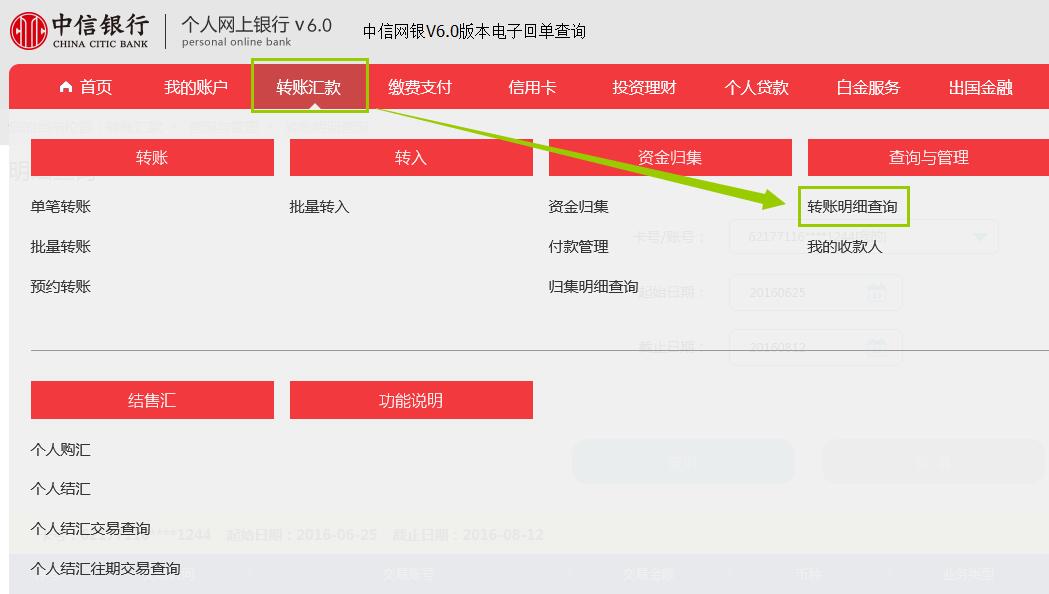 中信银行
CHINA CITIC BANK
个人网上银行 V6.0
personal online bank
中信网银V6.0版本电子回单查询
首页 我的账户 转账汇款 缴费支付 信用卡 投资理财 个人贷款 白金服务 出国金融
转账 转入 资金归集 查询与管理
单笔转账 批量转入 资金归集 转账明细查询
卡号/账号：
批量转账 付款管理 我的收款人
预约转账 归集明细查询 起始日期： 20160625
截止日期： 20160812
结售汇 功能说明
个人购汇
个人结汇
个人结汇交易查询
1244 起始日期：2016-06-25 截止日期：2016-08-12
个人结汇往期交易查询 交易账号 交易金额 币种 业务类型